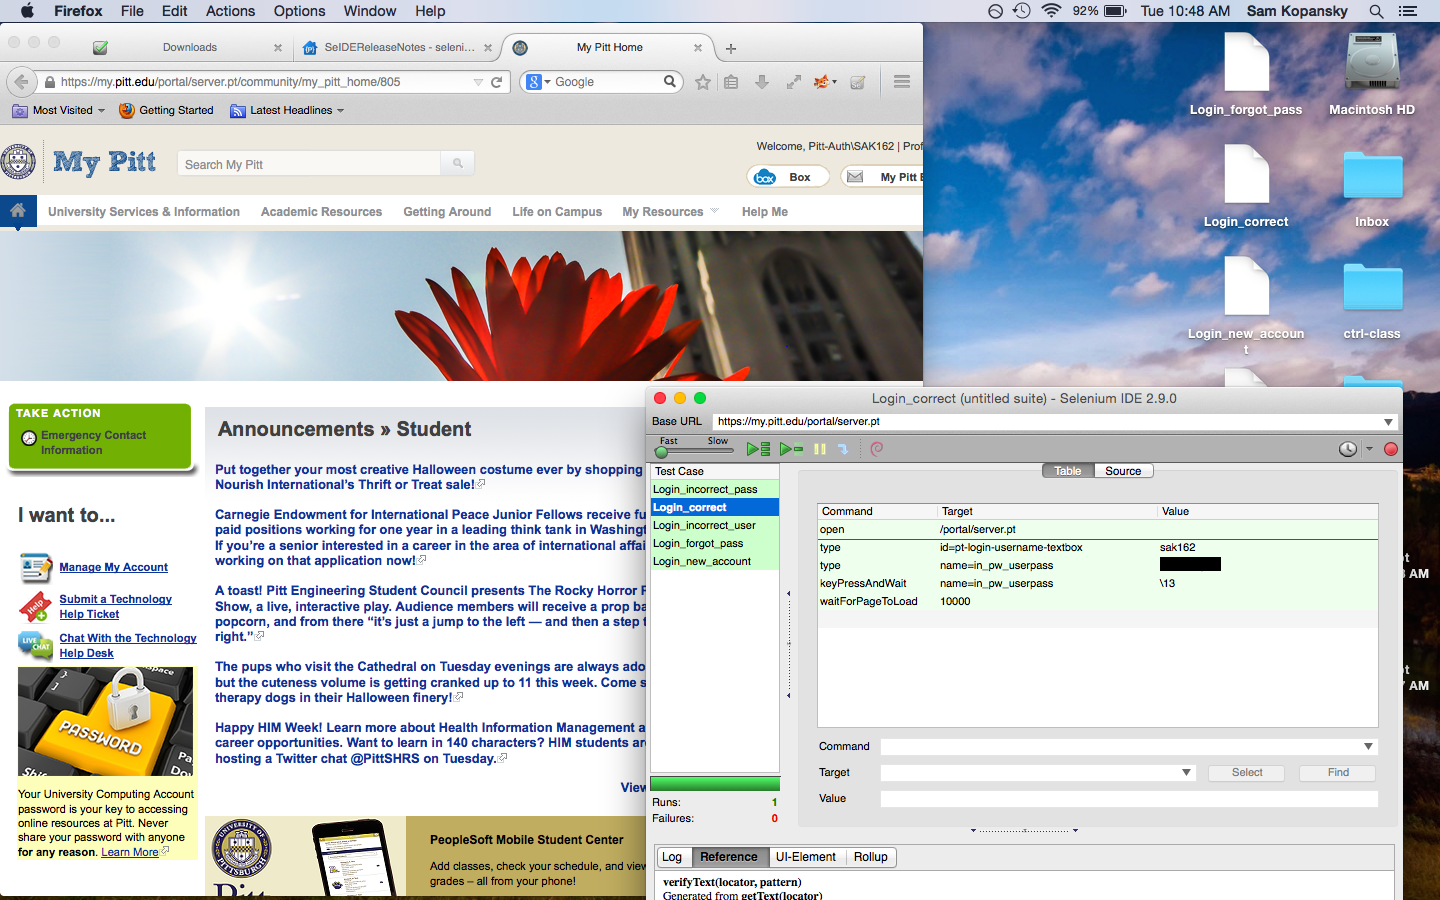 Firefox File Edit Actions Options Window Help
92% Tue 10:48 AM Sam Kopansky
Downloads
SeIDEReleaseNotes - seleni...
My Pitt Home
https://my.pitt.edu/portal/server.pt/community/my_pitt_home/805
Google
Most Visited
Getting Started
Latest Headlines
My Pitt
Search My Pitt
Welcome, Pitt-Auth\SAK162 | Prof
Box
My Pitt E
University Services & Information
Academic Resources
Getting Around
Life on Campus
My Resources
Help Me
TAKE ACTION
Emergency Contact
Information
I want to...
Manage My Account
Submit a Technology
Help Ticket
Chat With the Technology
Help Desk
PASSWORD
Your University Computing Account
password is your key to accessing
online resources at Pitt. Never
share your password with anyone
for any reason. Learn More
Announcements » Student
Put together your most creative Halloween costume ever by shopping
Nourish International's Thrift or Treat sale!
Carnegie Endowment for International Peace Junior Fellows receive fu
paid positions working for one year in a leading think tank in Washingt
If you're a senior interested in a career in the area of international affai
working on that application now!
A toast! Pitt Engineering Student Council presents The Rocky Horror P
Show, a live, interactive play. Audience members will receive a prop ba
popcorn, and from there “it's just a jump to the left — and then a step t
right.”
The pups who visit the Cathedral on Tuesday evenings are always ado
but the cuteness volume is getting cranked up to 11 this week. Come s
therapy dogs in their Halloween finery!
Happy HIM Week! Learn more about Health Information Management a
career opportunities. Want to learn in 140 characters? HIM students are
hosting a Twitter chat @PittSHRS on Tuesday.
View
PeopleSoft Mobile Student Center
Add classes, check your schedule, and view
grades – all from your phone!
Login_forgot_pass
Macintosh HD
Login_correct
Inbox
Login_new_accoun
t
ctrl-class
Login_correct (untitled suite) - Selenium IDE 2.9.0
Base URL https://my.pitt.edu/portal/server.pt
Fast Slow
Test Case
Login_incorrect_pass
Login_correct
Login_incorrect_user
Login_forgot_pass
Login_new_account
Runs: 1
Failures: 0
Table Source
Command Target Value
open /portal/server.pt
type id=pt-login-username-textbox sak162
type name=in_pw_userpass
keyPressAndWait name=in_pw_userpass \13
waitForPageToLoad 10000
Command
Target Select Find
Value
Log Reference UI-Element Rollup
verifyText(locator, pattern)
Generated from getText(locator)